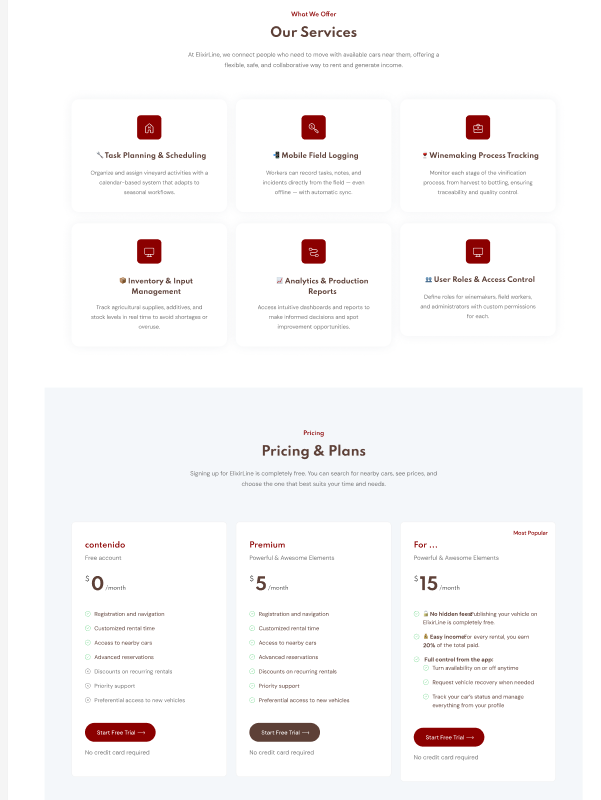 What We Offer
Our Services
At ElixirLine, we connect people who need to move with available cars near them, offering a
flexible, safe, and collaborative way to rent and generate income.
Task Planning & Scheduling
Organize and assign vineyard activities with a
calendar-based system that adapts to
seasonal workflows.
Mobile Field Logging
Workers can record tasks, notes, and
incidents directly from the field — even
offline — with automatic sync.
Winemaking Process Tracking
Monitor each stage of the vinification
process, from harvest to bottling, ensuring
traceability and quality control.
Inventory & Input
Management
Track agricultural supplies, additives, and
stock levels in real time to avoid shortages or
overuse.
Analytics & Production
Reports
Access intuitive dashboards and reports to
make informed decisions and spot
improvement opportunities.
User Roles & Access Control
Define roles for winemakers, field workers,
and administrators with custom permissions
for each.
Pricing
Pricing & Plans
Signing up for ElixirLine is completely free. You can search for nearby cars, see prices, and
choose the one that best suits your time and needs.
contenido
Free account
$0 /month
Registration and navigation
Customized rental time
Access to nearby cars
Advanced reservations
Discounts on recurring rentals
Priority support
Preferential access to new vehicles
Start Free Trial ⟶
No credit card required
Premium
Powerful & Awesome Elements
$5 /month
Registration and navigation
Customized rental time
Access to nearby cars
Advanced reservations
Discounts on recurring rentals
Priority support
Preferential access to new vehicles
Start Free Trial ⟶
No credit card required
Most Popular
For ...
Powerful & Awesome Elements
$15 /month
No hidden feesPublishing your vehicle on
ElixirLine is completely free.
Easy incomeFor every rental, you earn
20% of the total paid.
Full control from the app:
Turn availability on or off anytime
Request vehicle recovery when needed
Track your car's status and manage
everything from your profile
Start Free Trial ⟶
No credit card required